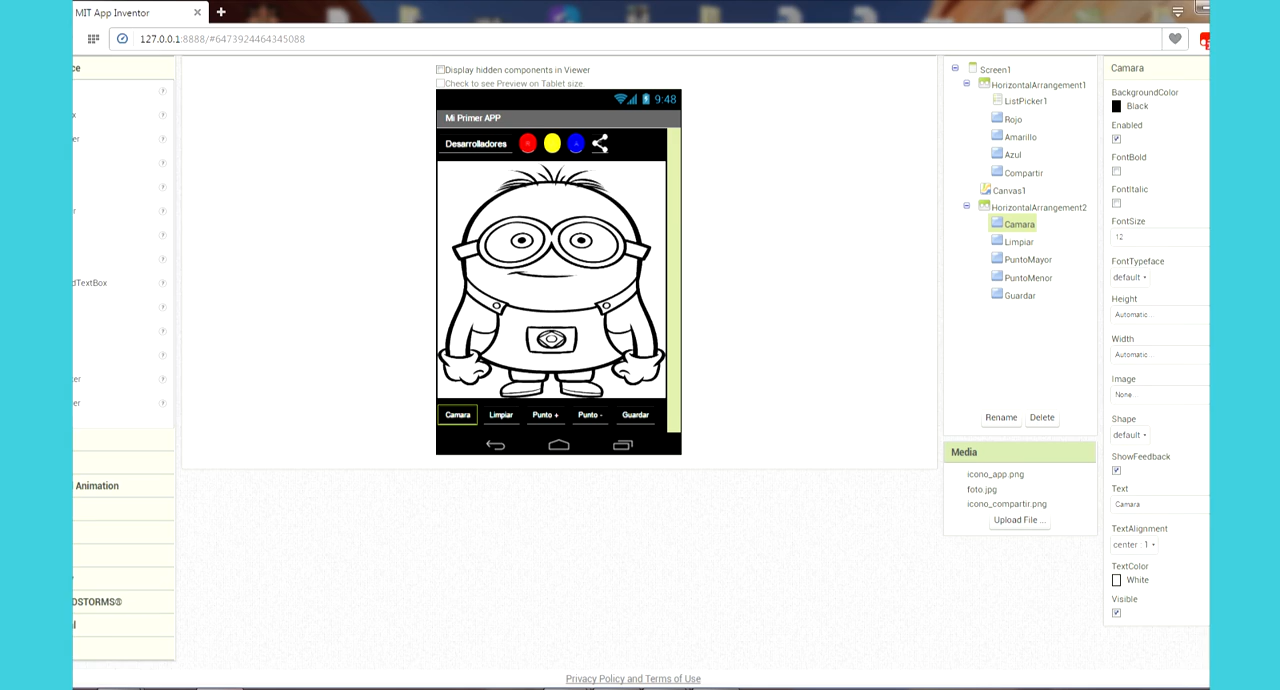 MIT App Inventor
127.0.0.1:8888/#6473924464345088
ce
x
er
r
dTextBox
er
er
Animation
DSTORMS®
al
Display hidden components in Viewer
Check to see Preview on Tablet size
9:48
Mi Primer APP
Desarrolladores
Camara
Limpiar
Punto +
Punto -
Guardar
Screen1
HorizontalArrangement1
ListPicker1
Rojo
Amarillo
Azul
Compartir
Canvas1
HorizontalArrangement2
Camara
Limpiar
PuntoMayor
PuntoMenor
Guardar
Rename
Delete
Media
icono_app.png
foto.jpg
icono_compartir.png
Upload File ...
Camara
BackgroundColor
Black
Enabled
FontBold
FontItalic
FontSize
12
FontTypeface
default
Height
Automatic...
Width
Automatic...
Image
None...
Shape
default
ShowFeedback
Text
Camara
TextAlignment
center : 1
TextColor
White
Visible
Privacy Policy and Terms of Use